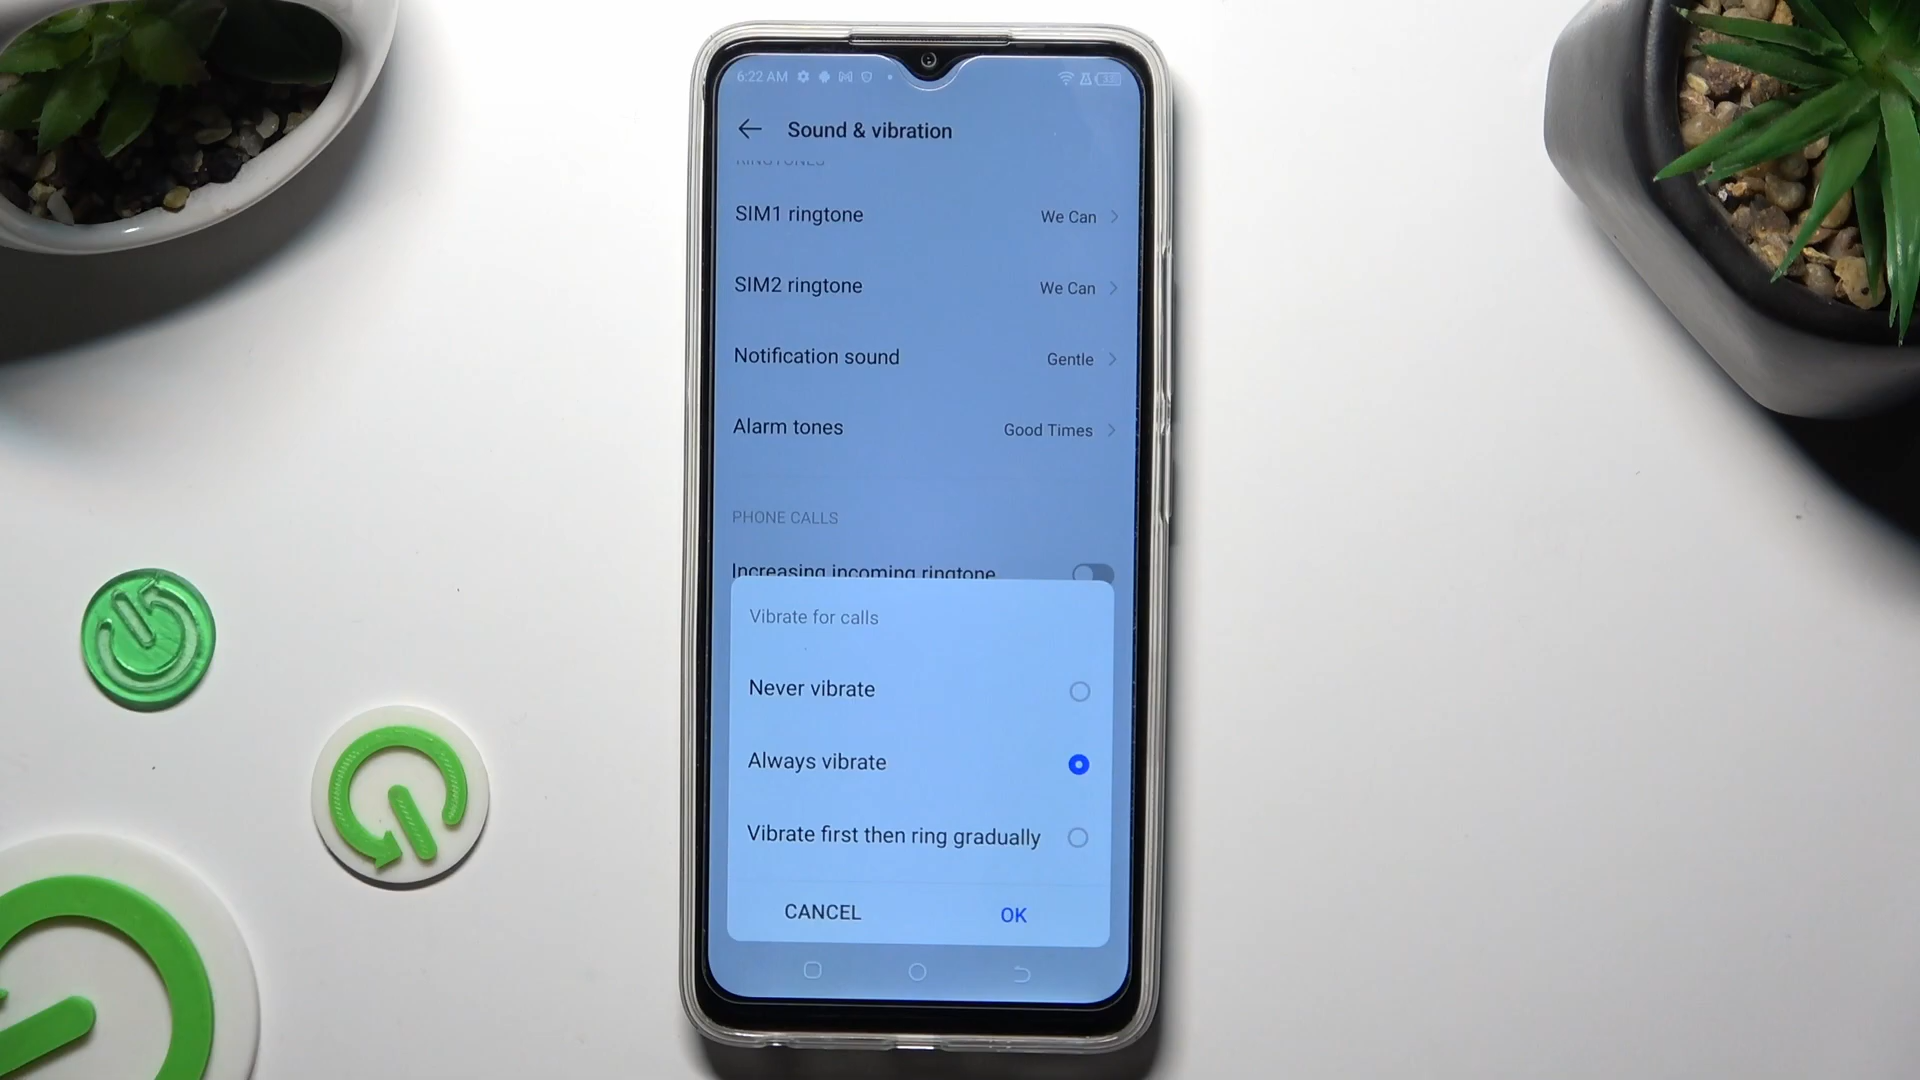 6:22 AM
Sound & vibration
RINGTONES
SIM1 ringtone We Can
SIM2 ringtone We Can
Notification sound Gentle
Alarm tones Good Times
PHONE CALLS
Increasing incoming ringtone
Vibrate for calls
Never vibrate
Always vibrate
Vibrate first then ring gradually
CANCEL OK